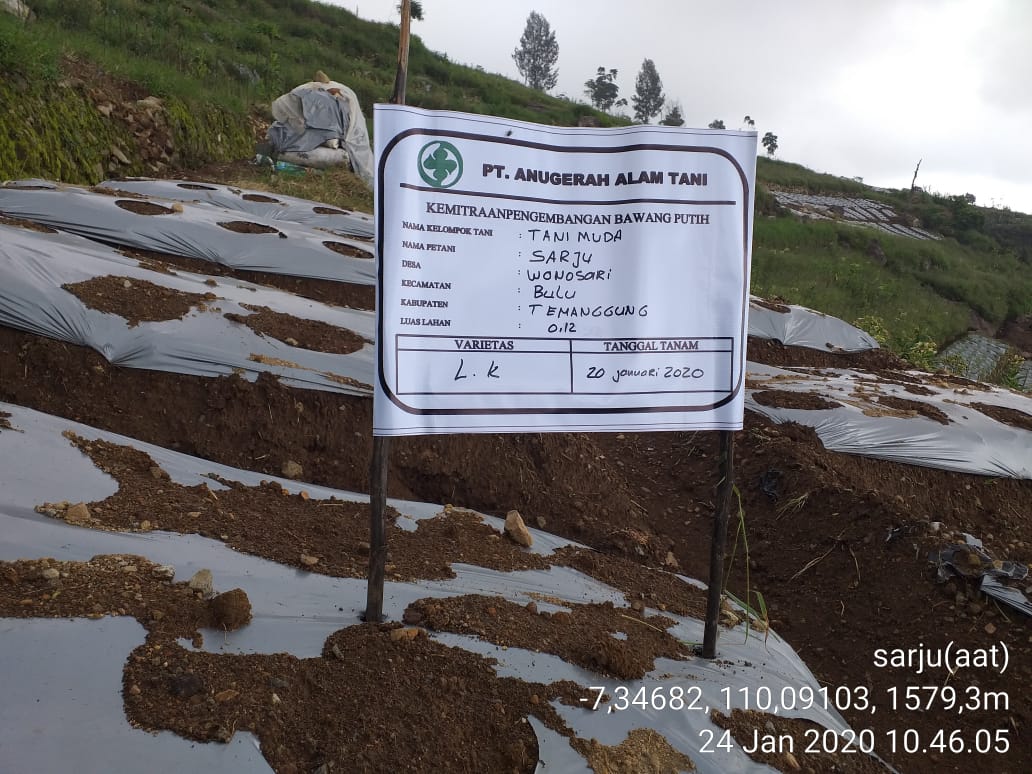 PT. ANUGERAH ALAM TANI
KEMITRAANPENGEMBANGAN BAWANG PUTIH
NAMA KELOMPOK TANI : TANI MUDA
NAMA PETANI : SARJU
DESA : WONOSARI
KECAMATAN : BULU
KABUPATEN : TEMANGGUNG
LUAS LAHAN : 0,12
VARIETAS TANGGAL TANAM
L.K 20 januari 2020
sarju(aat)
-7,34682, 110,09103, 1579,3m
24 Jan 2020 10.46.05